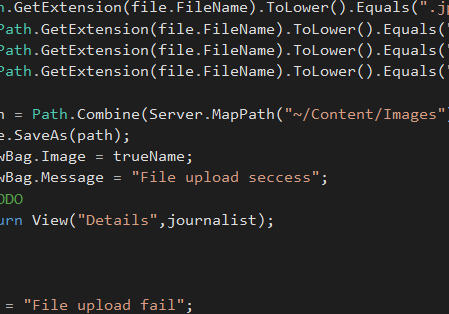 h.GetExtension(file.FileName).ToLower().Equals(".jp
Path.GetExtension(file.FileName).ToLower().Equals("
Path.GetExtension(file.FileName).ToLower().Equals("
Path.GetExtension(file.FileName).ToLower().Equals("
h = Path.Combine(Server.MapPath("~/Content/Images")
e.SaveAs(path);
wBag.Image = trueName;
wBag.Message = "File upload seccess";
ODO
urn View("Details",journalist);
= "File upload fail";